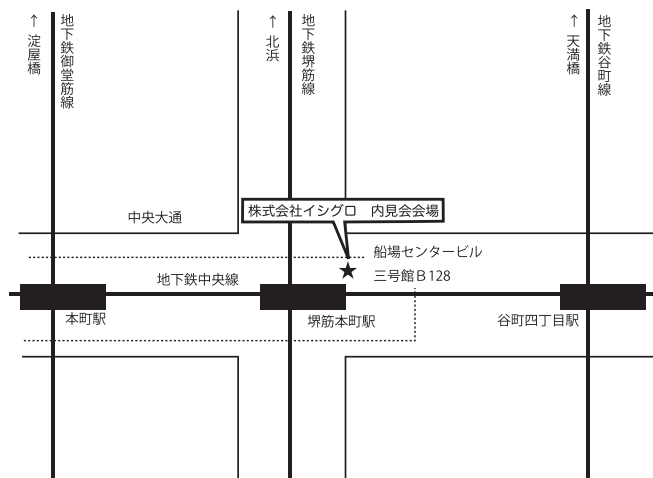 ↑ 淀屋橋
地下鉄御堂筋線
↑ 北浜
地下鉄堺筋線
↑ 天満橋
地下鉄谷町線
株式会社イシグロ　内見会会場
中央大通
船場センタービル
三号館B128
地下鉄中央線
本町駅
堺筋本町駅
谷町四丁目駅